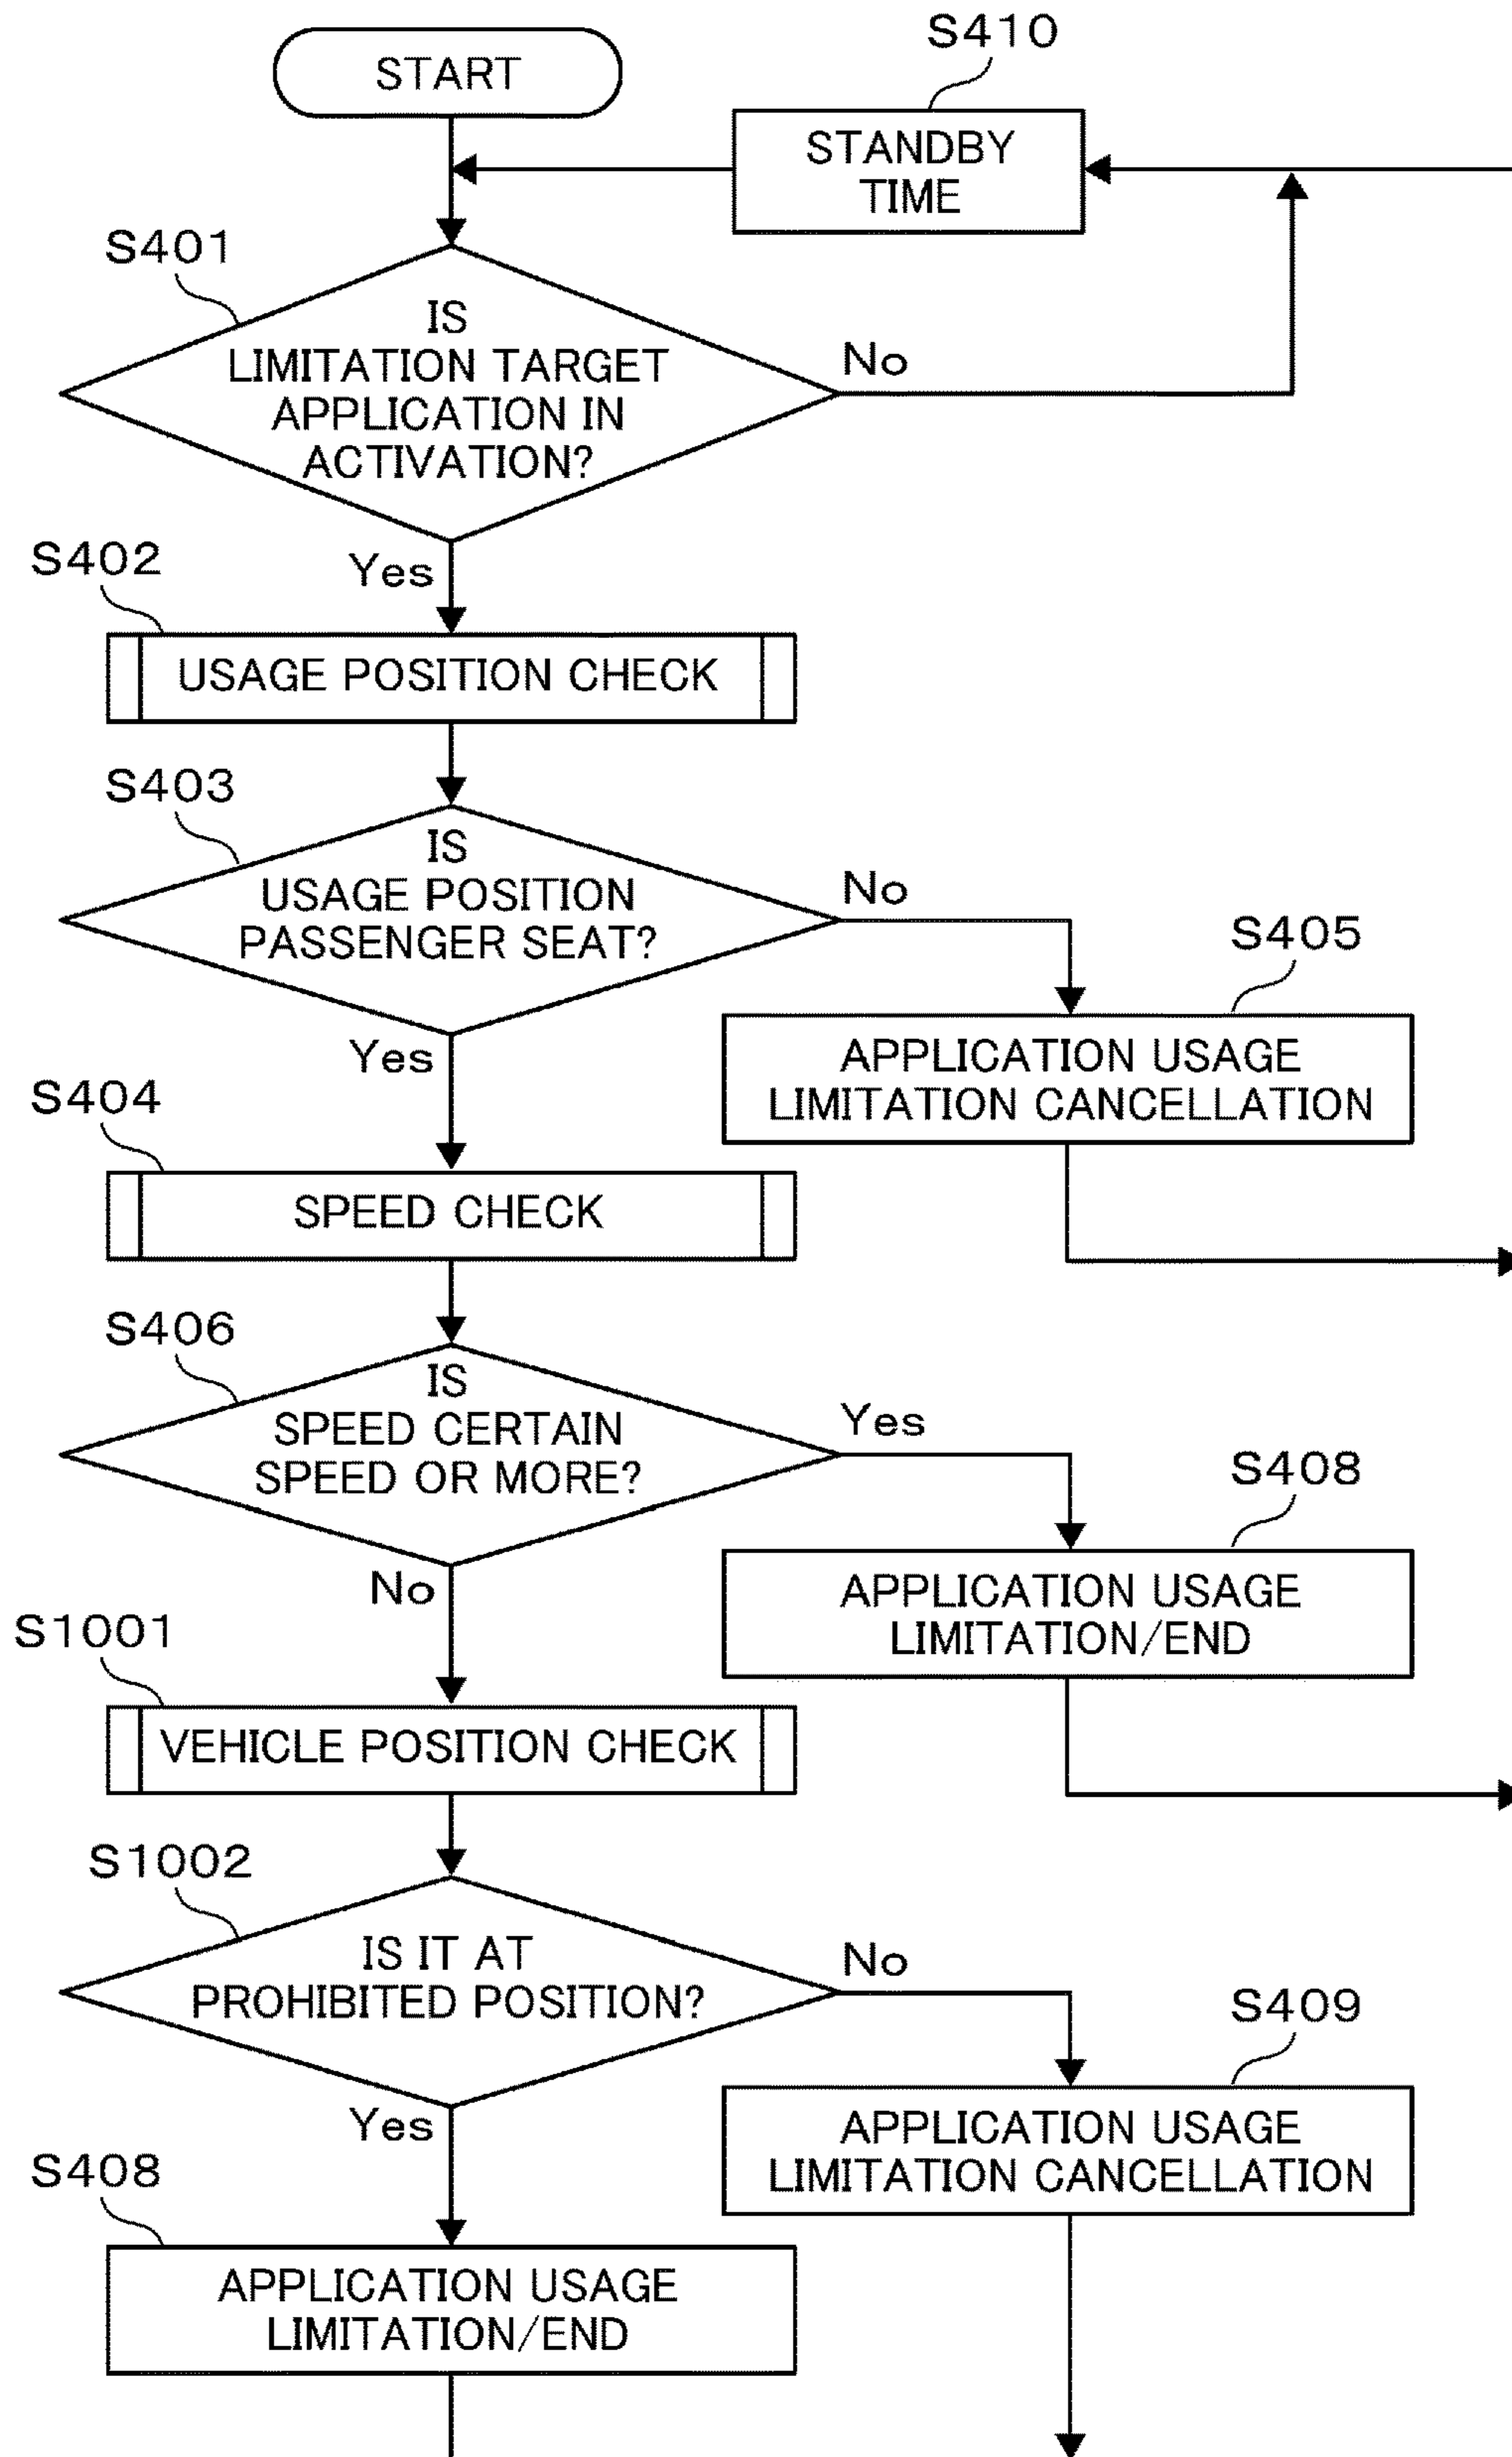 START
S410
STANDBY
TIME
S401
IS
LIMITATION TARGET
APPLICATION IN
ACTIVATION?
No
Yes
S402
USAGE POSITION CHECK
S403
IS
USAGE POSITION
PASSENGER SEAT?
No
Yes
S405
APPLICATION USAGE
LIMITATION CANCELLATION
S404
SPEED CHECK
S406
IS
SPEED CERTAIN
SPEED OR MORE?
Yes
No
S408
APPLICATION USAGE
LIMITATION/END
S1001
VEHICLE POSITION CHECK
S1002
IS IT AT
PROHIBITED POSITION?
No
Yes
S409
APPLICATION USAGE
LIMITATION CANCELLATION
S408
APPLICATION USAGE
LIMITATION/END